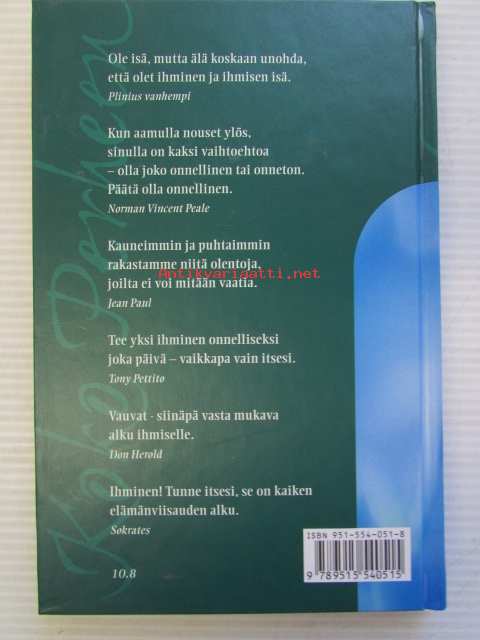 Ole isä, mutta älä koskaan unohda,
että olet ihminen ja ihmisen isä.
Plinius vanhempi
Kun aamulla nouset ylös,
sinulla on kaksi vaihtoehtoa
– olla joko onnellinen tai onneton.
Päätä olla onnellinen.
Norman Vincent Peale
Kauneimmin ja puhtaimmin
rakastamme niitä olentoja,
Antikvariaatti.net
joilta ei voi mitään vaatia.
Jean Paul
Tee yksi ihminen onnelliseksi
joka päivä – vaikkapa vain itsesi.
Tony Pettito
Vauvat - siinäpä vasta mukava
alku ihmiselle.
Don Herold
Ihminen! Tunne itsesi, se on kaiken
elämänviisauden alku.
Sokrates
10.8
ISBN 951-554-051-8
9 789515 540515
Koko Perheen